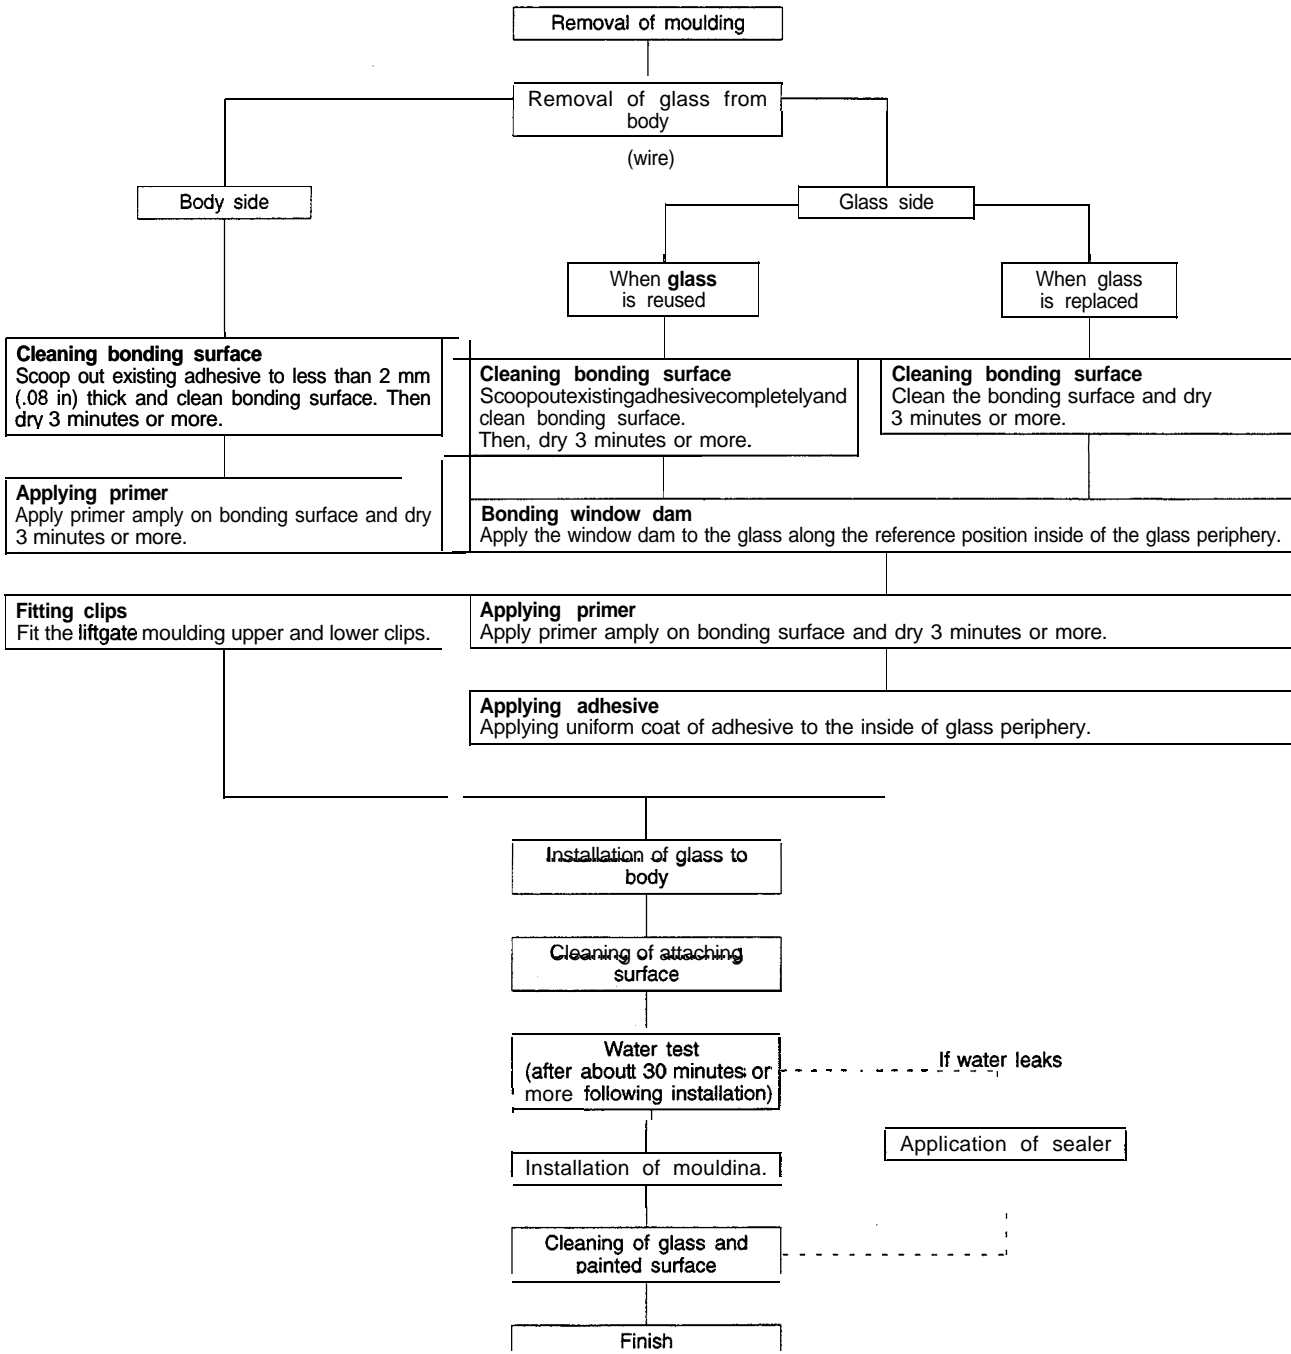 Removal of moulding
Removal of glass from
body
(wire)
Body side
Glass side
When glass
is reused
When glass
is replaced
Cleaning bonding surface
Scoop out existing adhesive to less than 2 mm
(.08 in) thick and clean bonding surface. Then
dry 3 minutes or more.
Cleaning bonding surface
Scoopoutexistingadhesivecompletelyand
clean bonding surface.
Then, dry 3 minutes or more.
Cleaning bonding surface
Clean the bonding surface and dry
3 minutes or more.
Applying primer
Apply primer amply on bonding surface and dry
3 minutes or more.
Bonding window dam
Apply the window dam to the glass along the reference position inside of the glass periphery.
Fitting clips
Fit the liftgate moulding upper and lower clips.
Applying primer
Apply primer amply on bonding surface and dry 3 minutes or more.
Applying adhesive
Applying uniform coat of adhesive to the inside of glass periphery.
Installation of glass to
body
Cleaning of attaching
surface
Water test
(after aboutt 30 minutes or
more following installation)
If water leaks
Application of sealer
Installation of mouldina.
Cleaning of glass and
painted surface
Finish